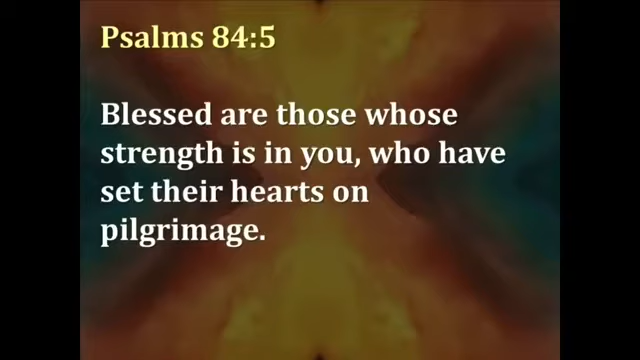 Psalms 84:5
Blessed are those whose
strength is in you, who have
set their hearts on
pilgrimage.